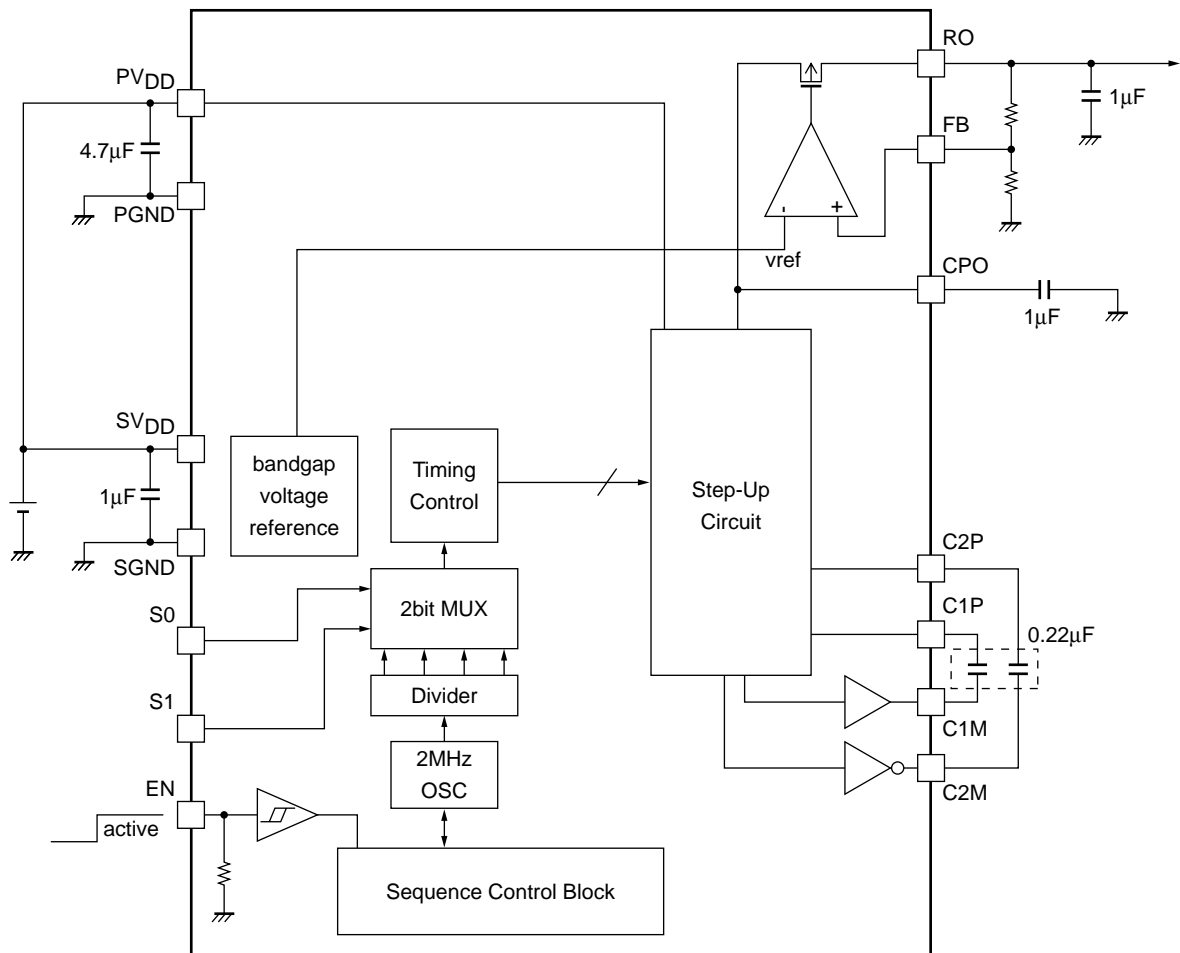 RO
PVDD
1μF
FB
4.7μF
PGND
- +
vref
CPO
1μF
SVDD
bandgap
voltage
reference
Timing
Control
Step-Up
Circuit
1μF
SGND
C2P
S0
2bit MUX
C1P
0.22μF
S1
Divider
C1M
2MHz
OSC
C2M
EN
active
Sequence Control Block